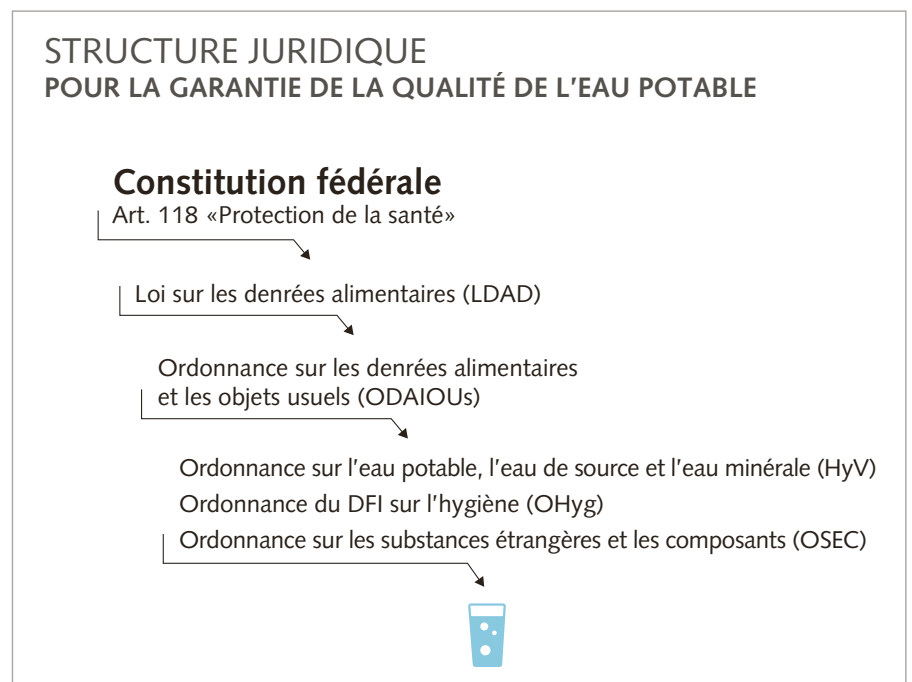 STRUCTURE JURIDIQUE
POUR LA GARANTIE DE LA QUALITÉ DE L'EAU POTABLE
Constitution fédérale
Art. 118 «Protection de la santé»
Loi sur les denrées alimentaires (LDAD)
Ordonnance sur les denrées alimentaires
et les objets usuels (ODAIOUs)
Ordonnance sur l'eau potable, l'eau de source et l'eau minérale (HyV)
Ordonnance du DFI sur l'hygiène (OHyg)
Ordonnance sur les substances étrangères et les composants (OSEC)